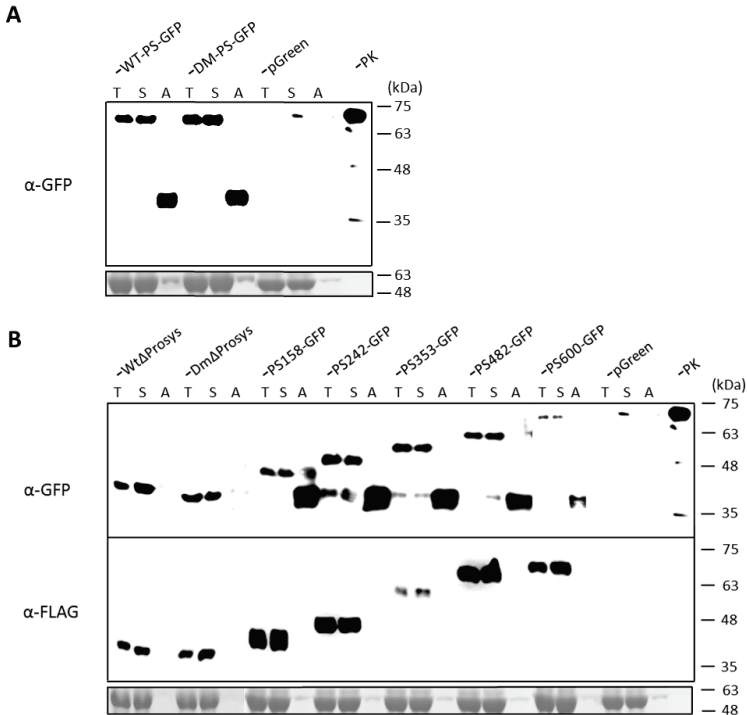 A
-WT-PS-GFP -DM-PS-GFP -pGreen -PK
T S A T S A T S A (kDa)
75
63
48
35
α-GFP
63
48
B
-WtΔProsys -DmΔProsys -PS158-GFP -PS242-GFP -PS353-GFP -PS482-GFP -PS600-GFP -pGreen -PK
T S A T S A T S A T S A T S A T S A T S A T S A (kDa)
75
63
48
35
α-GFP
75
63
48
35
α-FLAG
63
48